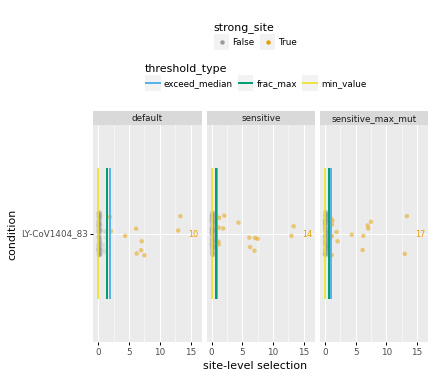 strong_site
False True
threshold_type
exceed_median frac_max min_value
default sensitive sensitive_max_mut
condition
LY-CoV1404_83
10 14 17
0 5 10 15 0 5 10 15 0 5 10 15
site-level selection